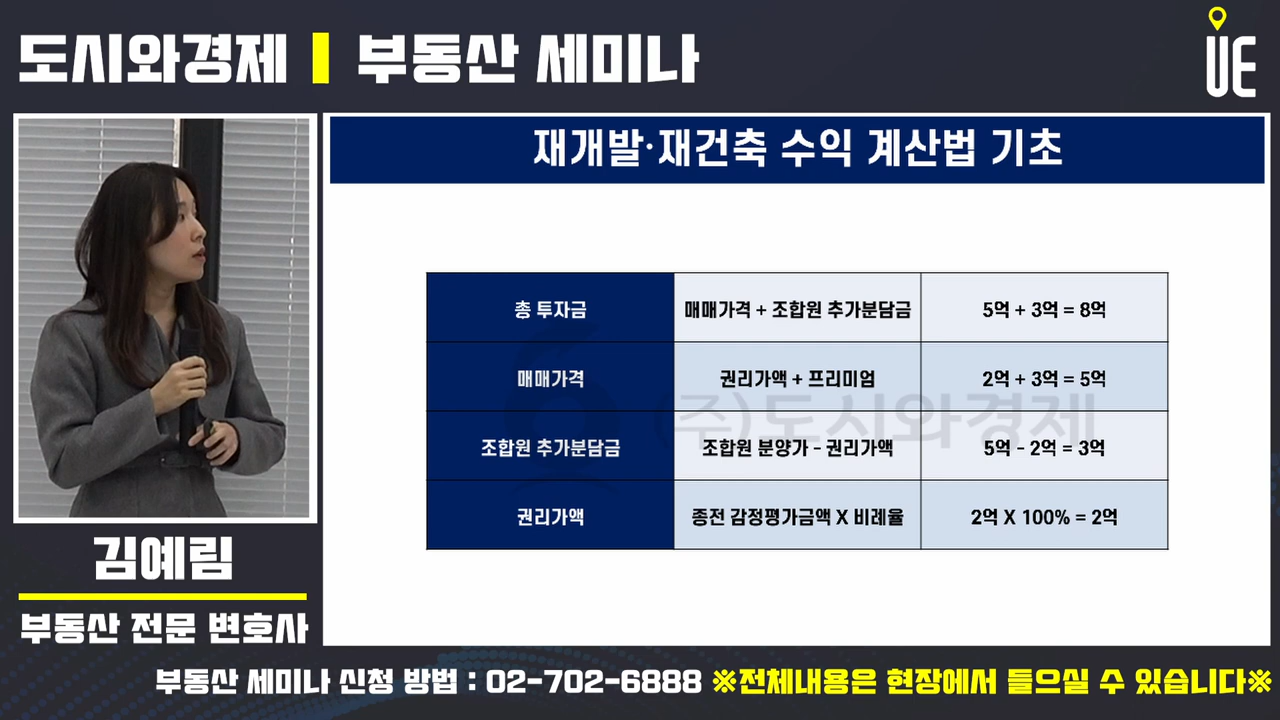 도시와경제 | 부동산 세미나
UE
재개발·재건축 수익 계산법 기초
총 투자금 매매가격 + 조합원 추가분담금 5억 + 3억 = 8억
매매가격 권리가액 + 프리미엄 2억 + 3억 = 5억
조합원 추가분담금 조합원 분양가 - 권리가액 5억 - 2억 = 3억
권리가액 종전 감정평가금액 X 비례율 2억 X 100% = 2억
(주)도시와경제
김예림
부동산 전문 변호사
부동산 세미나 신청 방법 : 02-702-6888 ※전체내용은 현장에서 들으실 수 있습니다※